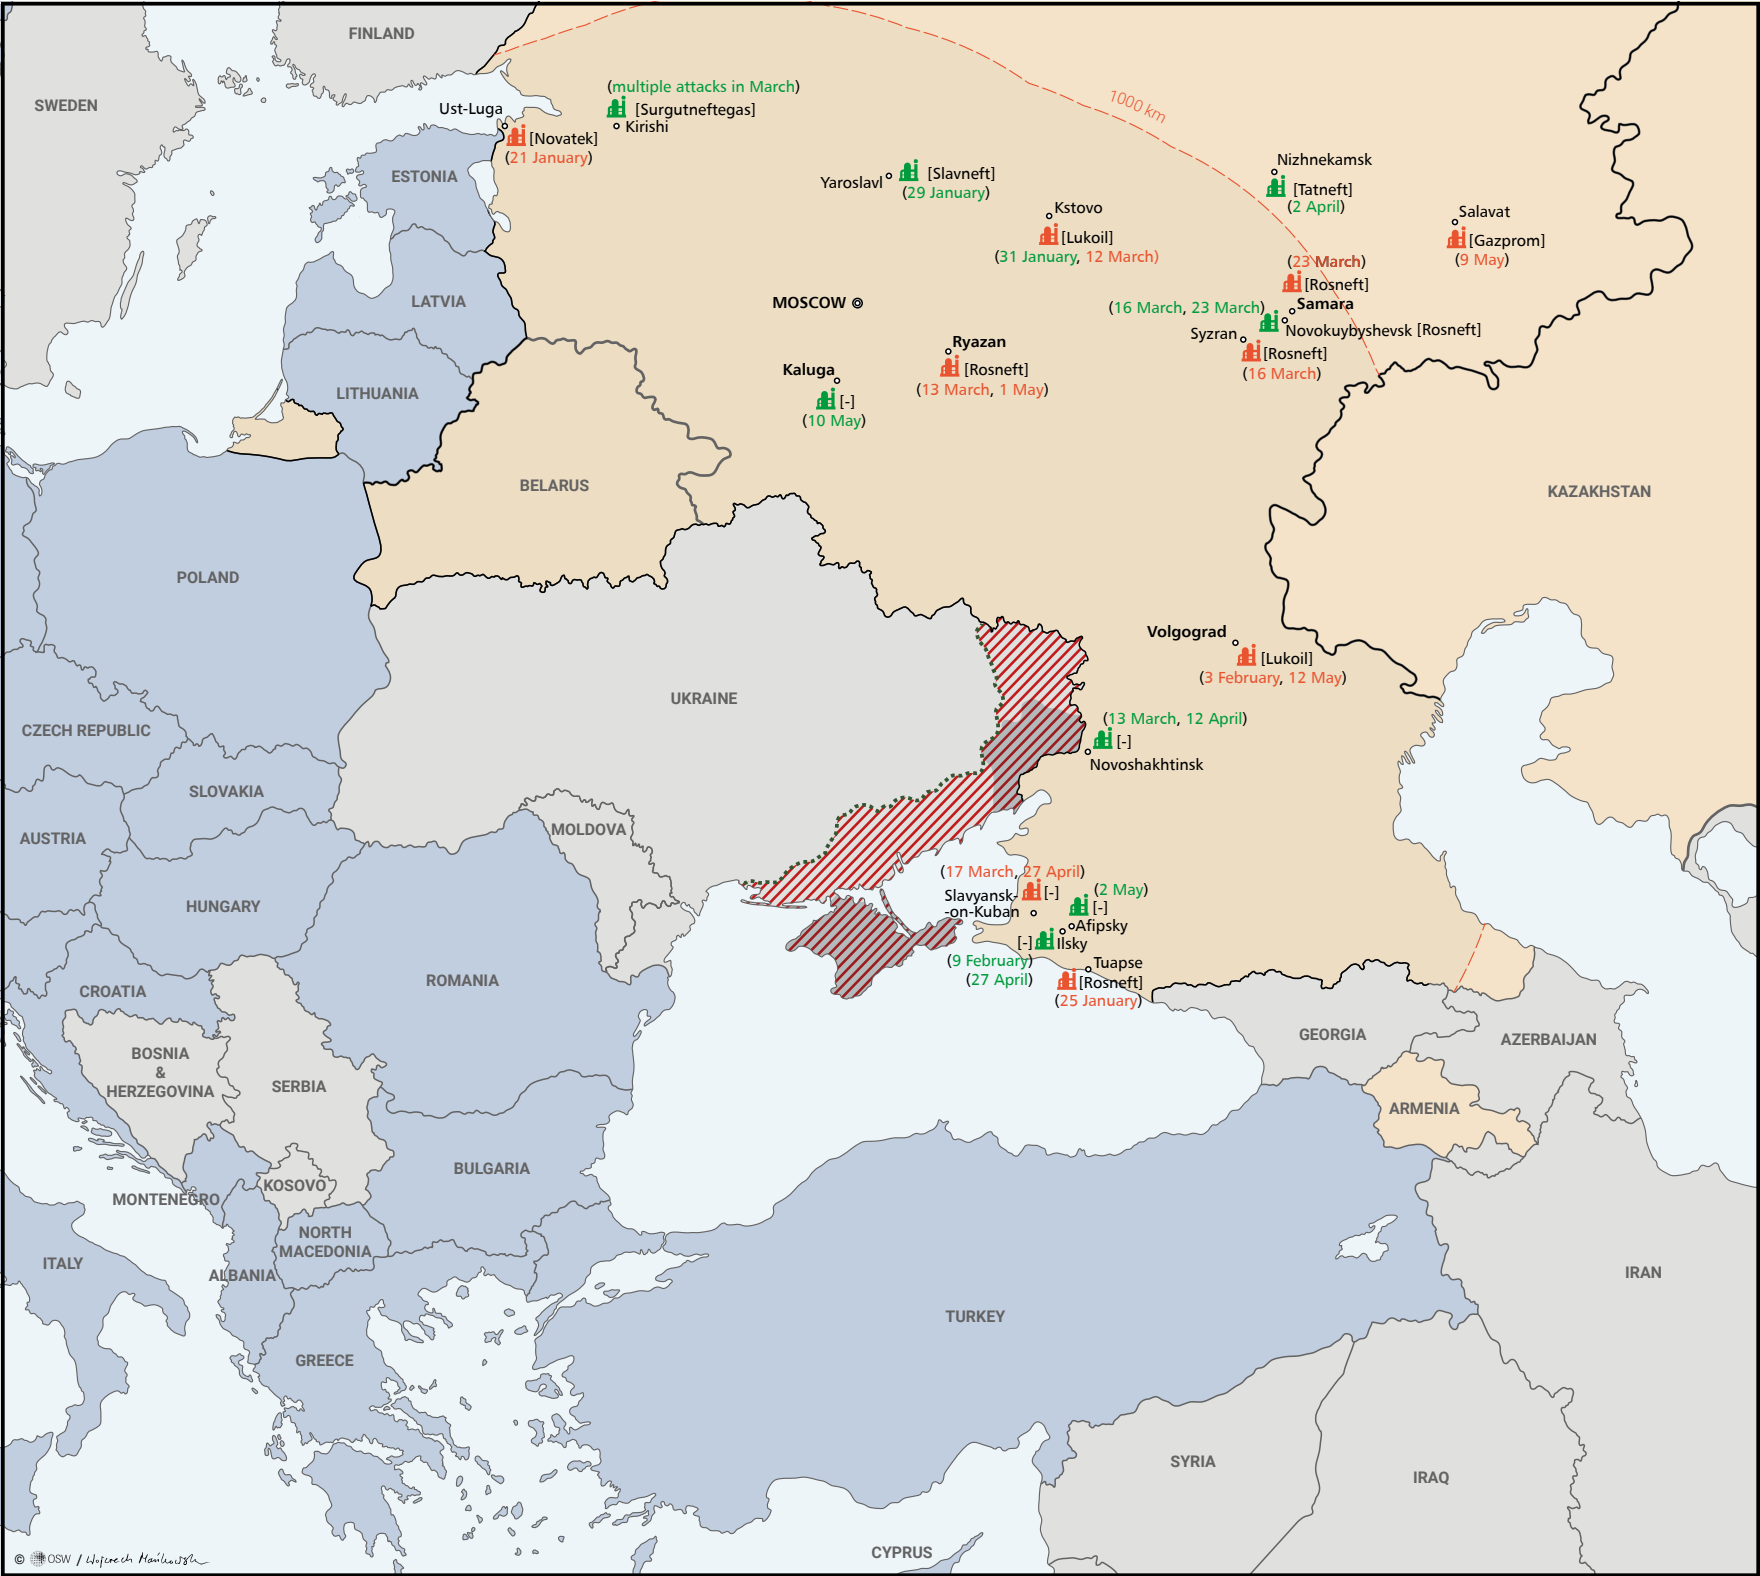 FINLAND
SWEDEN
(multiple attacks in March)
[Surgutneftegas]
Kirishi
Ust-Luga
[Novatek]
(21 January)
1000 km
ESTONIA
Yaroslavl
[Slavneft]
(29 January)
Nizhnekamsk
[Tatneft]
(2 April)
Kstovo
[Lukoil]
(31 January, 12 March)
Salavat
[Gazprom]
(9 May)
(23 March)
[Rosneft]
Samara
(16 March, 23 March)
Novokuybyshevsk [Rosneft]
Syzran
[Rosneft]
(16 March)
LATVIA
MOSCOW
Ryazan
[Rosneft]
(13 March, 1 May)
Kaluga
[-]
(10 May)
LITHUANIA
BELARUS
KAZAKHSTAN
POLAND
Volgograd
[Lukoil]
(3 February, 12 May)
UKRAINE
(13 March, 12 April)
[-]
Novoshakhtinsk
CZECH REPUBLIC
SLOVAKIA
AUSTRIA
MOLDOVA
(17 March, 27 April)
[-]
Slavyansk-
-on-Kuban
(2 May)
[-]
Afipsky
[-]
Ilsky
(9 February)
(27 April)
Tuapse
[Rosneft]
(25 January)
HUNGARY
ROMANIA
CROATIA
GEORGIA
AZERBAIJAN
BOSNIA
&
HERZEGOVINA
SERBIA
ARMENIA
BULGARIA
KOSOVO
MONTENEGRO
NORTH
MACEDONIA
ITALY
ALBANIA
IRAN
TURKEY
GREECE
SYRIA
IRAQ
CYPRUS
© OSW / Wojciech Mańkowski